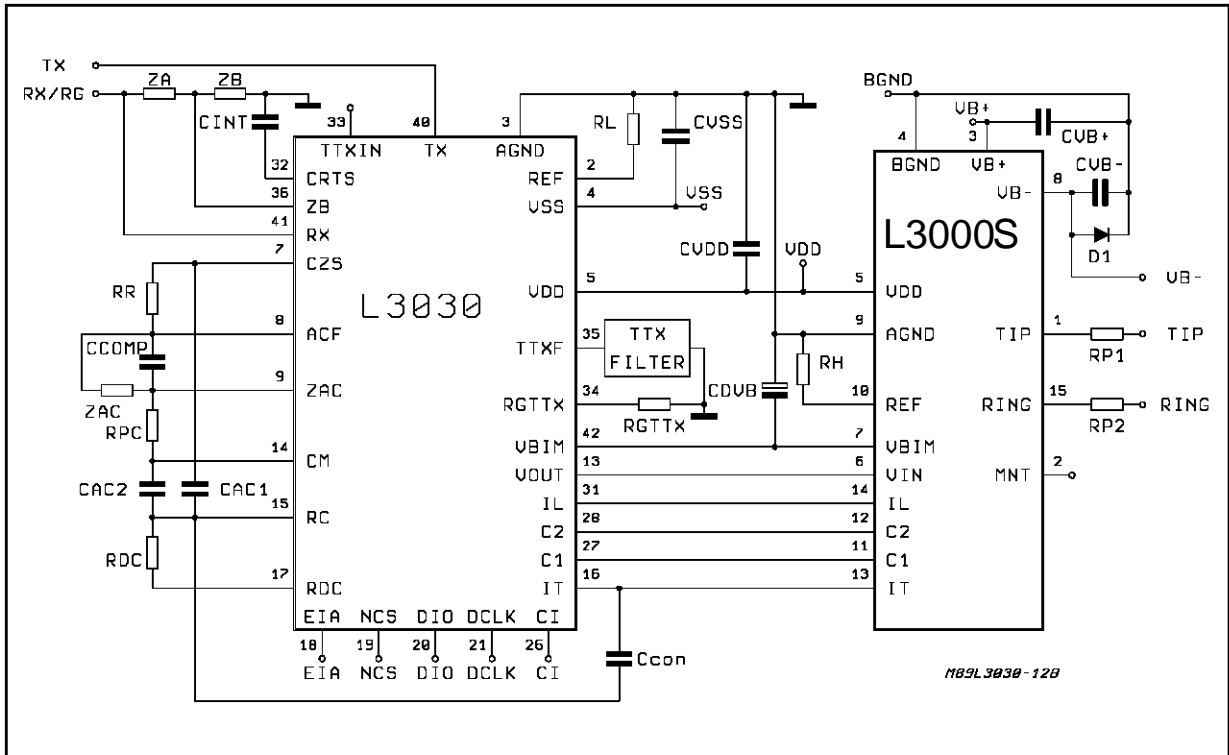 TX
RX/RG
ZA
ZB
CINT
33
TTXIN
40
TX
3
AGND
RL
CVSS
BGND
VB+
CVB+
4
BGND
3
VB+
CVB-
32
CRTS
REF
2
8
VB-
36
ZB
VSS
4
VSS
L3000S
41
RX
D1
7
CZS
CVDD
VDD
VB-
RR
L3030
VDD
5
5
VDD
8
ACF
TTXF
35
TTX
FILTER
9
AGND
TIP
1
RP1
TIP
CCOMP
RH
9
ZAC
CDVB
34
RGTTX
RGTTX
10
REF
RING
15
RP2
RING
ZAC
RPC
VBIM
42
7
VBIM
14
CM
VOUT
13
6
VIN
MNT
2
CAC2
CAC1
IL
31
14
IL
15
RC
C2
28
12
C2
RDC
C1
27
11
C1
17
RDC
IT
16
13
IT
EIA NCS DIO DCLK CI
18 19 20 21 26
EIA NCS DIO DCLK CI
Ccon
M89L3030-12B